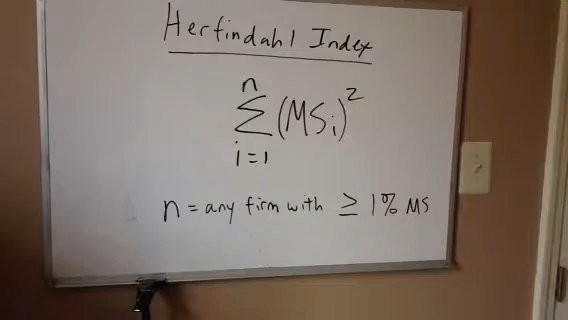 Herfindahl Index
n
∑ (MSi)²
i=1
n = any firm with ≥ 1% MS